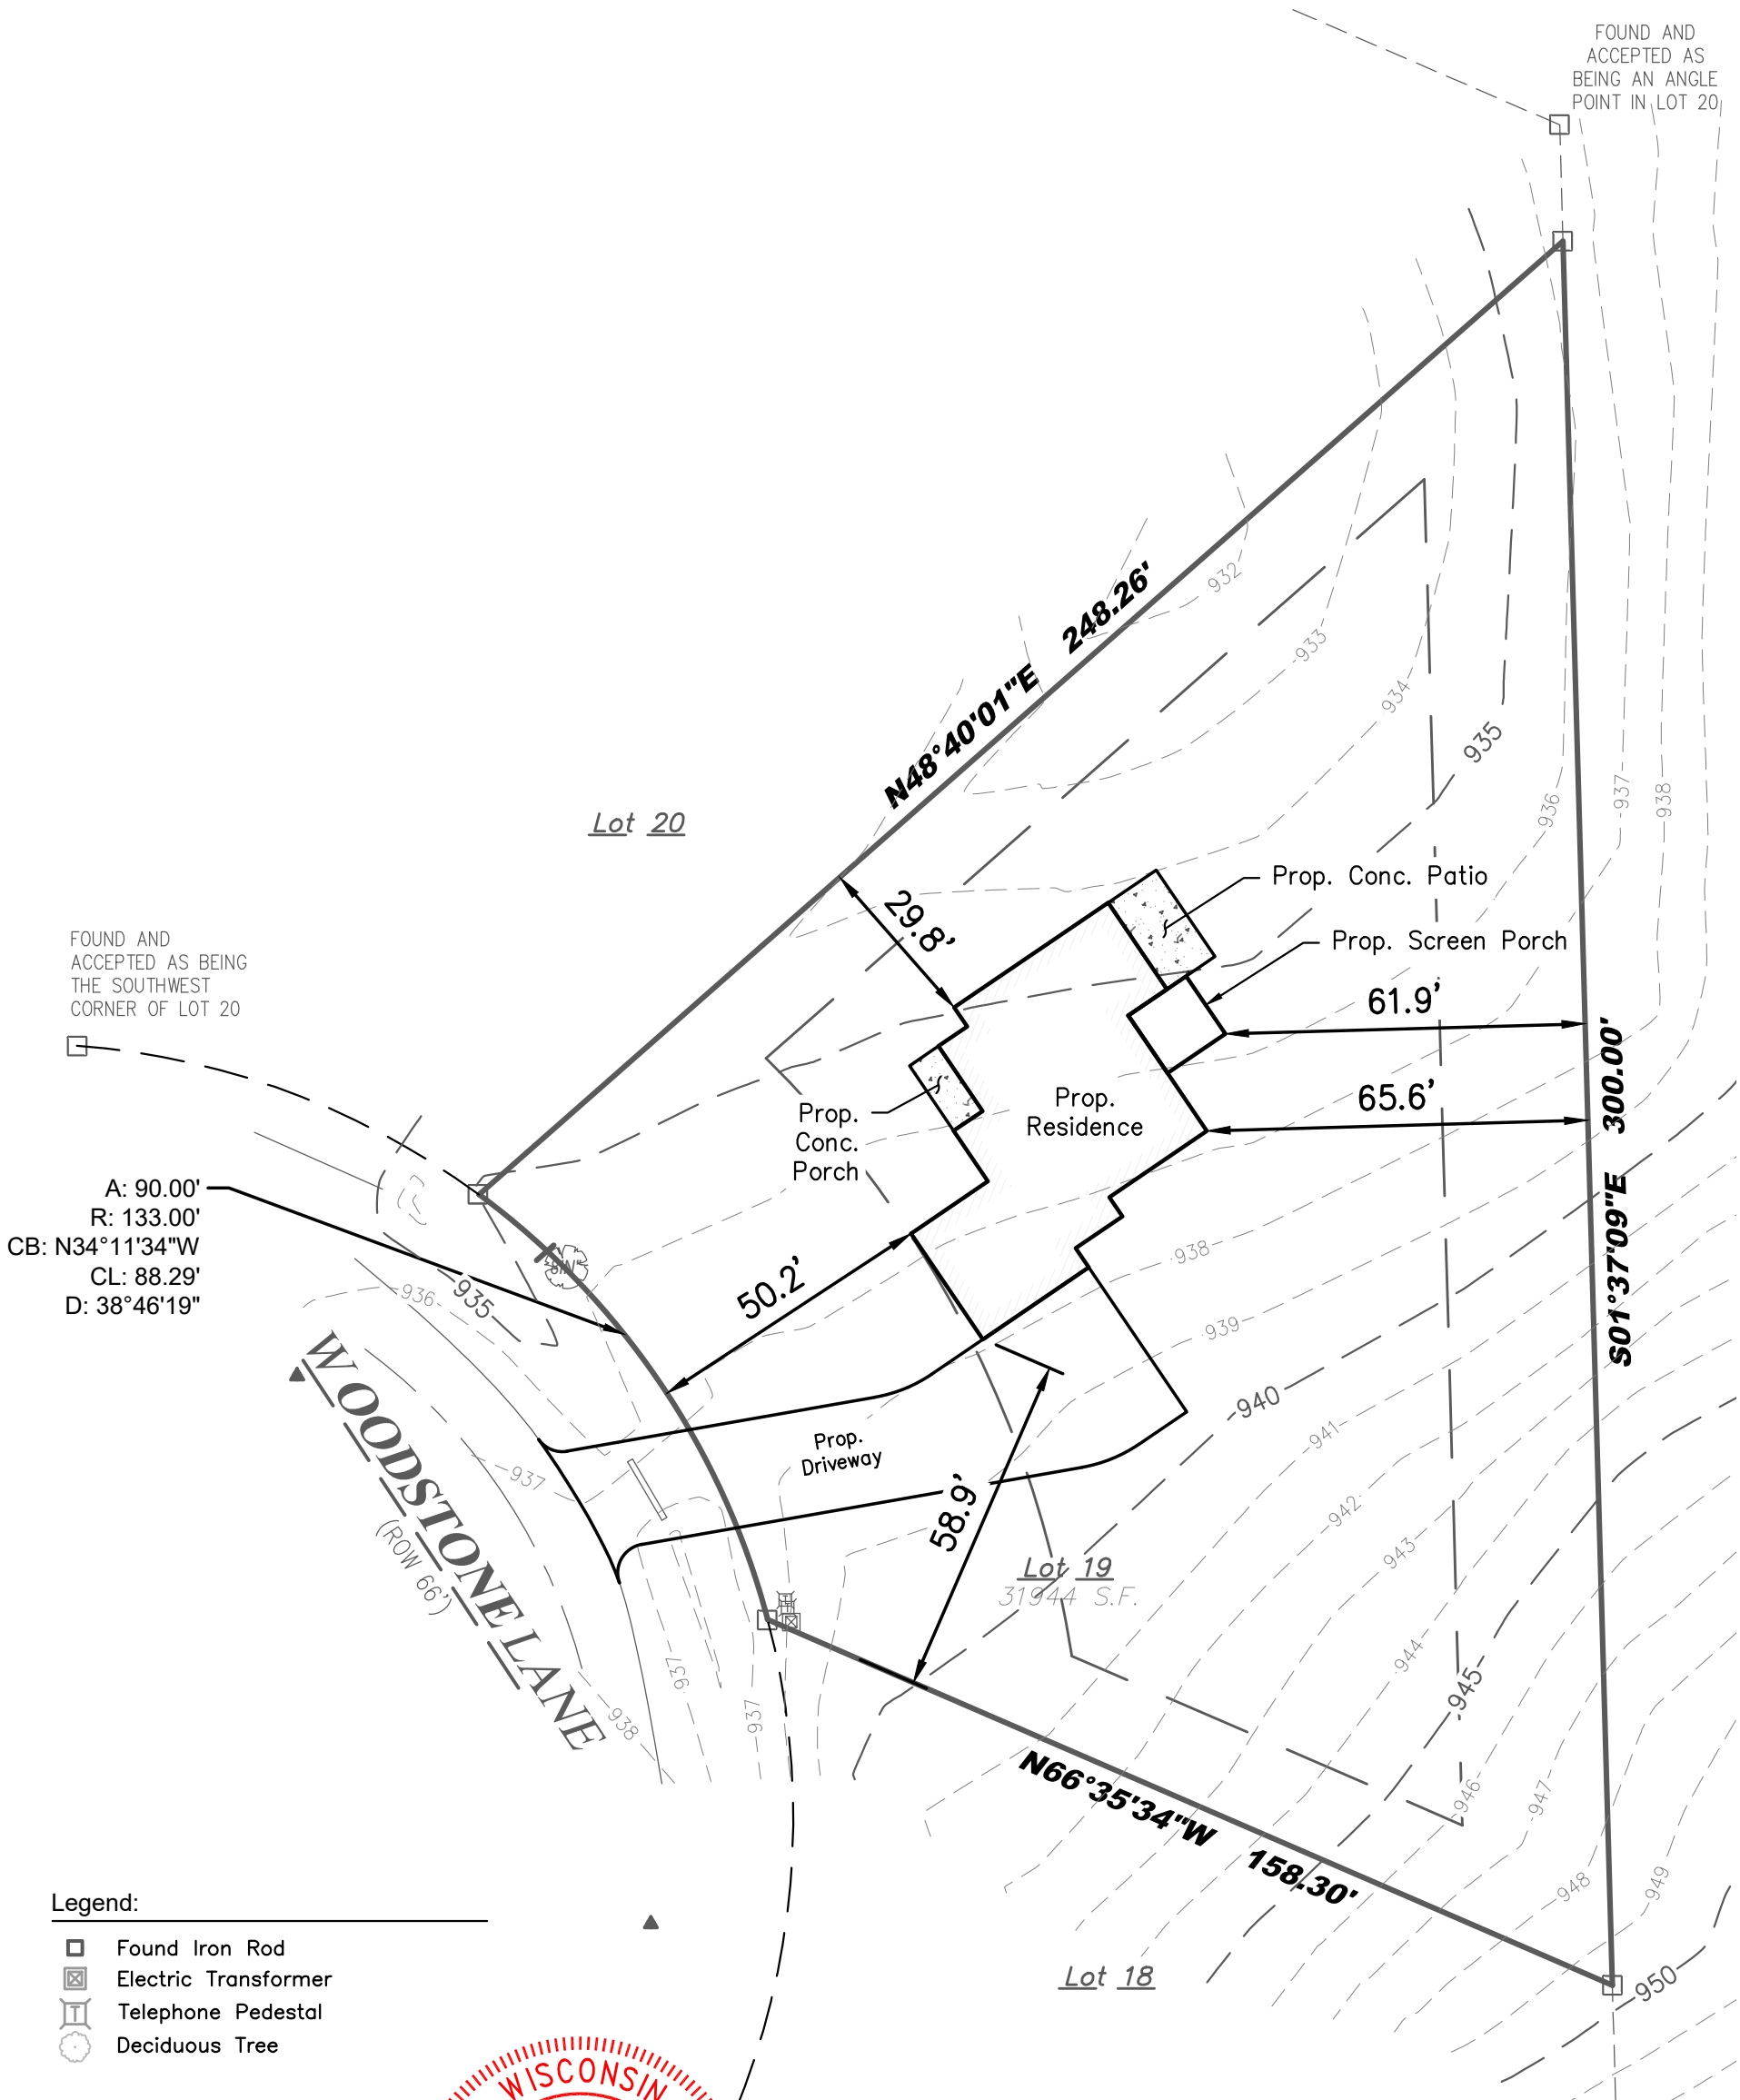 FOUND AND
ACCEPTED AS
BEING AN ANGLE
POINT IN LOT 20
N48°40'01"E 248.26'
932
933
934
935
936
937
938
Lot 20
29.8'
Prop. Conc. Patio
Prop. Screen Porch
FOUND AND
ACCEPTED AS BEING
THE SOUTHWEST
CORNER OF LOT 20
61.9'
65.6'
S01°37'09"E 300.00'
Prop.
Residence
Prop.
Conc.
Porch
A: 90.00'
R: 133.00'
CB: N34°11'34"W
CL: 88.29'
D: 38°46'19"
50.2'
936
935
938
939
940
941
942
943
944
945
946
947
948
949
950
WOODSTONE LANE
(ROW 66')
937
Prop.
Driveway
58.9'
Lot 19
31944 S.F.
937
937
938
N66°35'34"W 158.30'
Lot 18
Legend:
Found Iron Rod
T Electric Transformer
Telephone Pedestal
Deciduous Tree
WISCONSIN